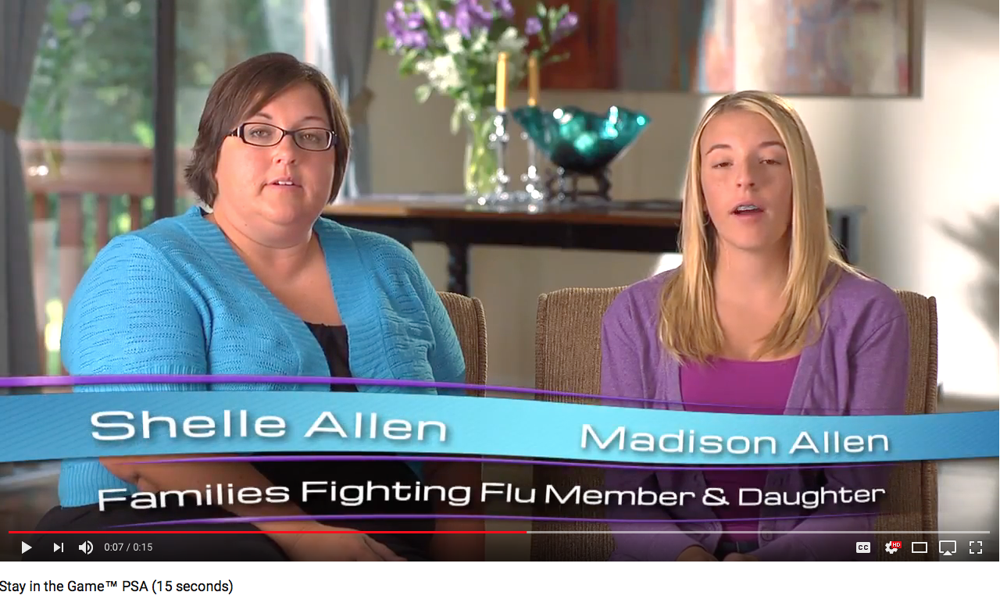 Shelle Allen Madison Allen
Families Fighting Flu Member & Daughter
0:07 / 0:15 CC HD
Stay in the Game™ PSA (15 seconds)